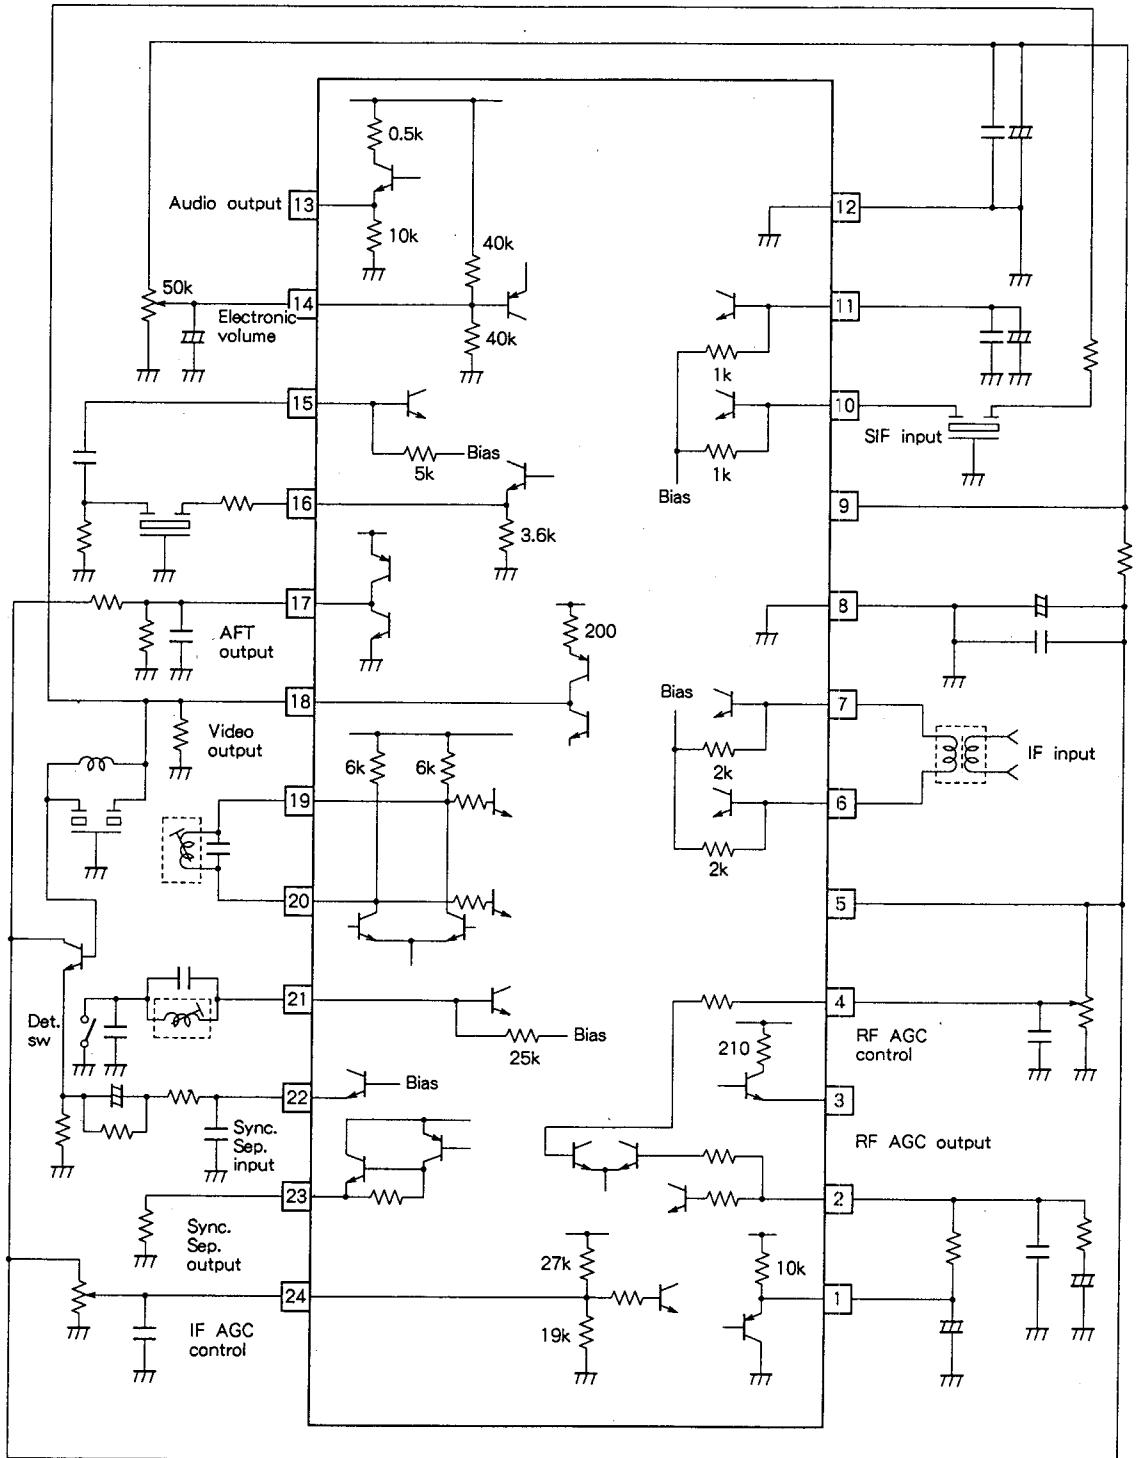 0.5k
Audio output 13
12
10k
40k
50k
14
11
Electronic
volume
40k
1k
15
10
SIF input
Bias
5k
1k
16
Bias
9
3.6k
17
8
AFT
output
200
18
Bias
7
Video
output
IF input
6k
6k
2k
19
6
2k
20
5
21
4
Det.
sw
Bias
25k
RF AGC
control
210
22
Bias
3
Sync.
Sep.
input
RF AGC output
23
2
Sync.
Sep.
output
27k
10k
24
1
IF AGC
control
19k